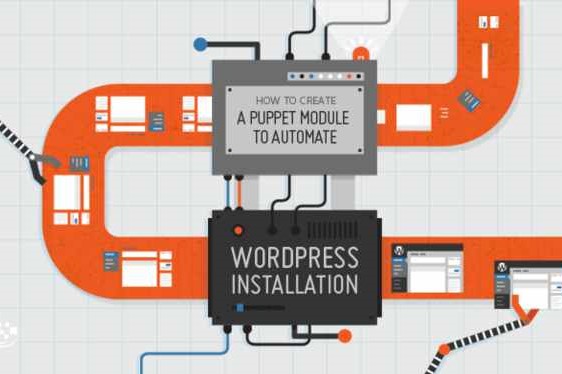 HOW TO CREATE
A PUPPET MODULE
TO AUTOMATE
WORDPRESS
INSTALLATION